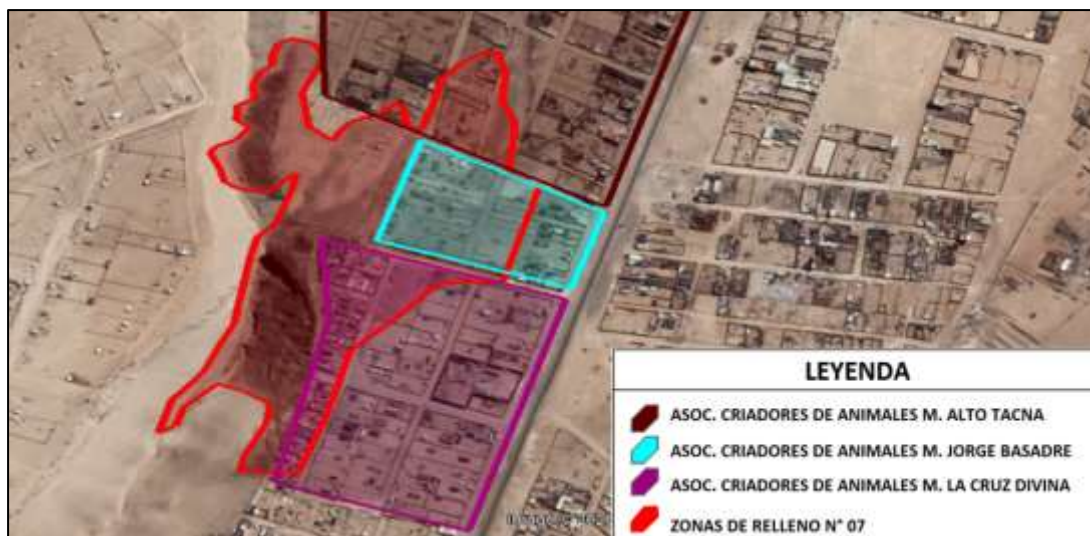 LEYENDA
ASOC. CRIADORES DE ANIMALES M. ALTO TACNA
ASOC. CRIADORES DE ANIMALES M. JORGE BASADRE
ASOC. CRIADORES DE ANIMALES M. LA CRUZ DIVINA
ZONAS DE RELLENO N° 07